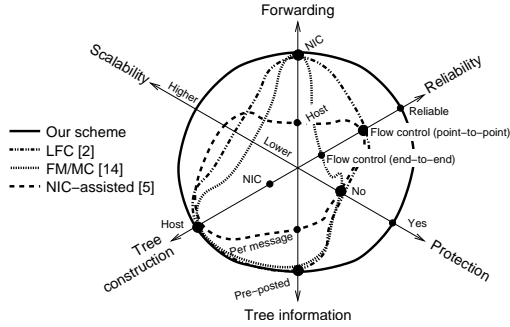 Forwarding
NIC
Scalability
Reliability
Higher
Host
Reliable
Our scheme
LFC [2]
FM/MC [14]
NIC−assisted [5]
Flow control (point−to−point)
Lower
Flow control (end−to−end)
NIC
No
Host
Yes
Per message
Tree
construction
Protection
Pre−posted
Tree information